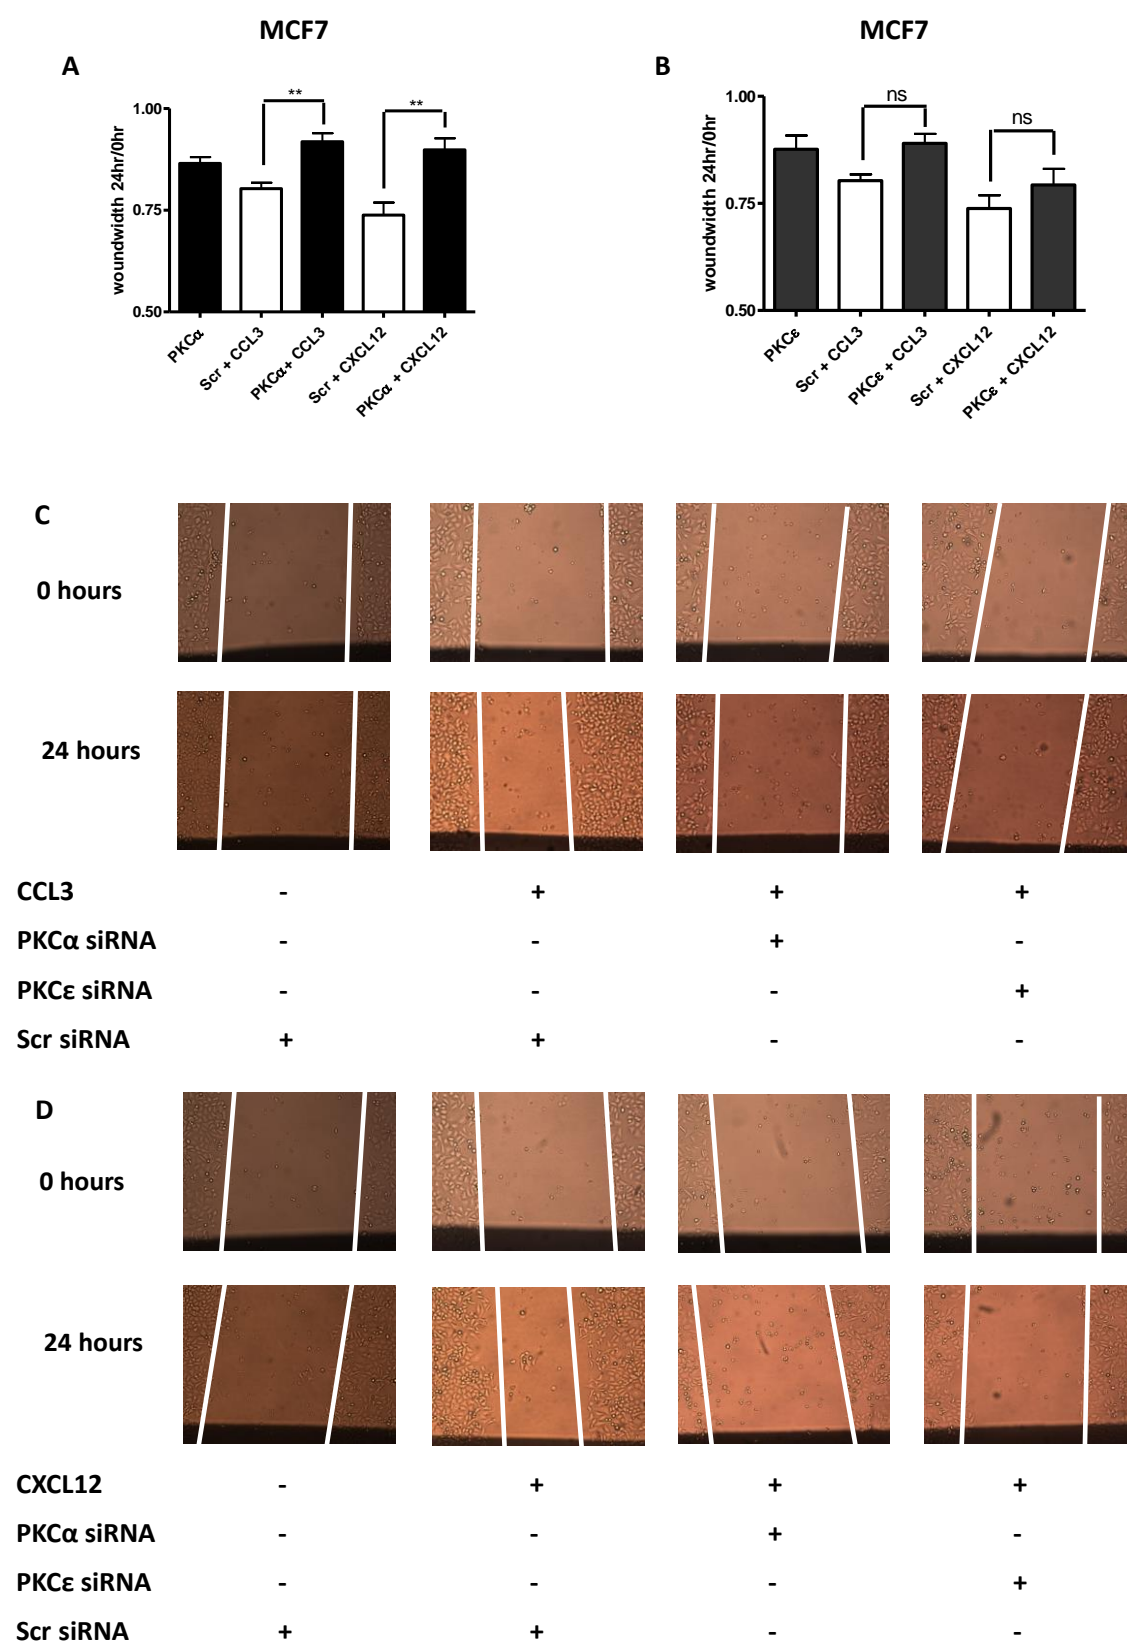 MCF7
A
**
**
1.00
0.75
0.50
woundwidth 24hr/0hr
PKCα
Scr + CCL3
PKCα+ CCL3
Scr + CXCL12
PKCα + CXCL12
MCF7
B
ns
ns
1.00
0.75
0.50
woundwidth 24hr/0hr
PKCε
Scr + CCL3
PKCε + CCL3
Scr + CXCL12
PKCε + CXCL12
C
0 hours
24 hours
CCL3 - + + +
PKCα siRNA - - + -
PKCε siRNA - - - +
Scr siRNA + + - -
D
0 hours
24 hours
CXCL12 - + + +
PKCα siRNA - - + -
PKCε siRNA - - - +
Scr siRNA + + - -